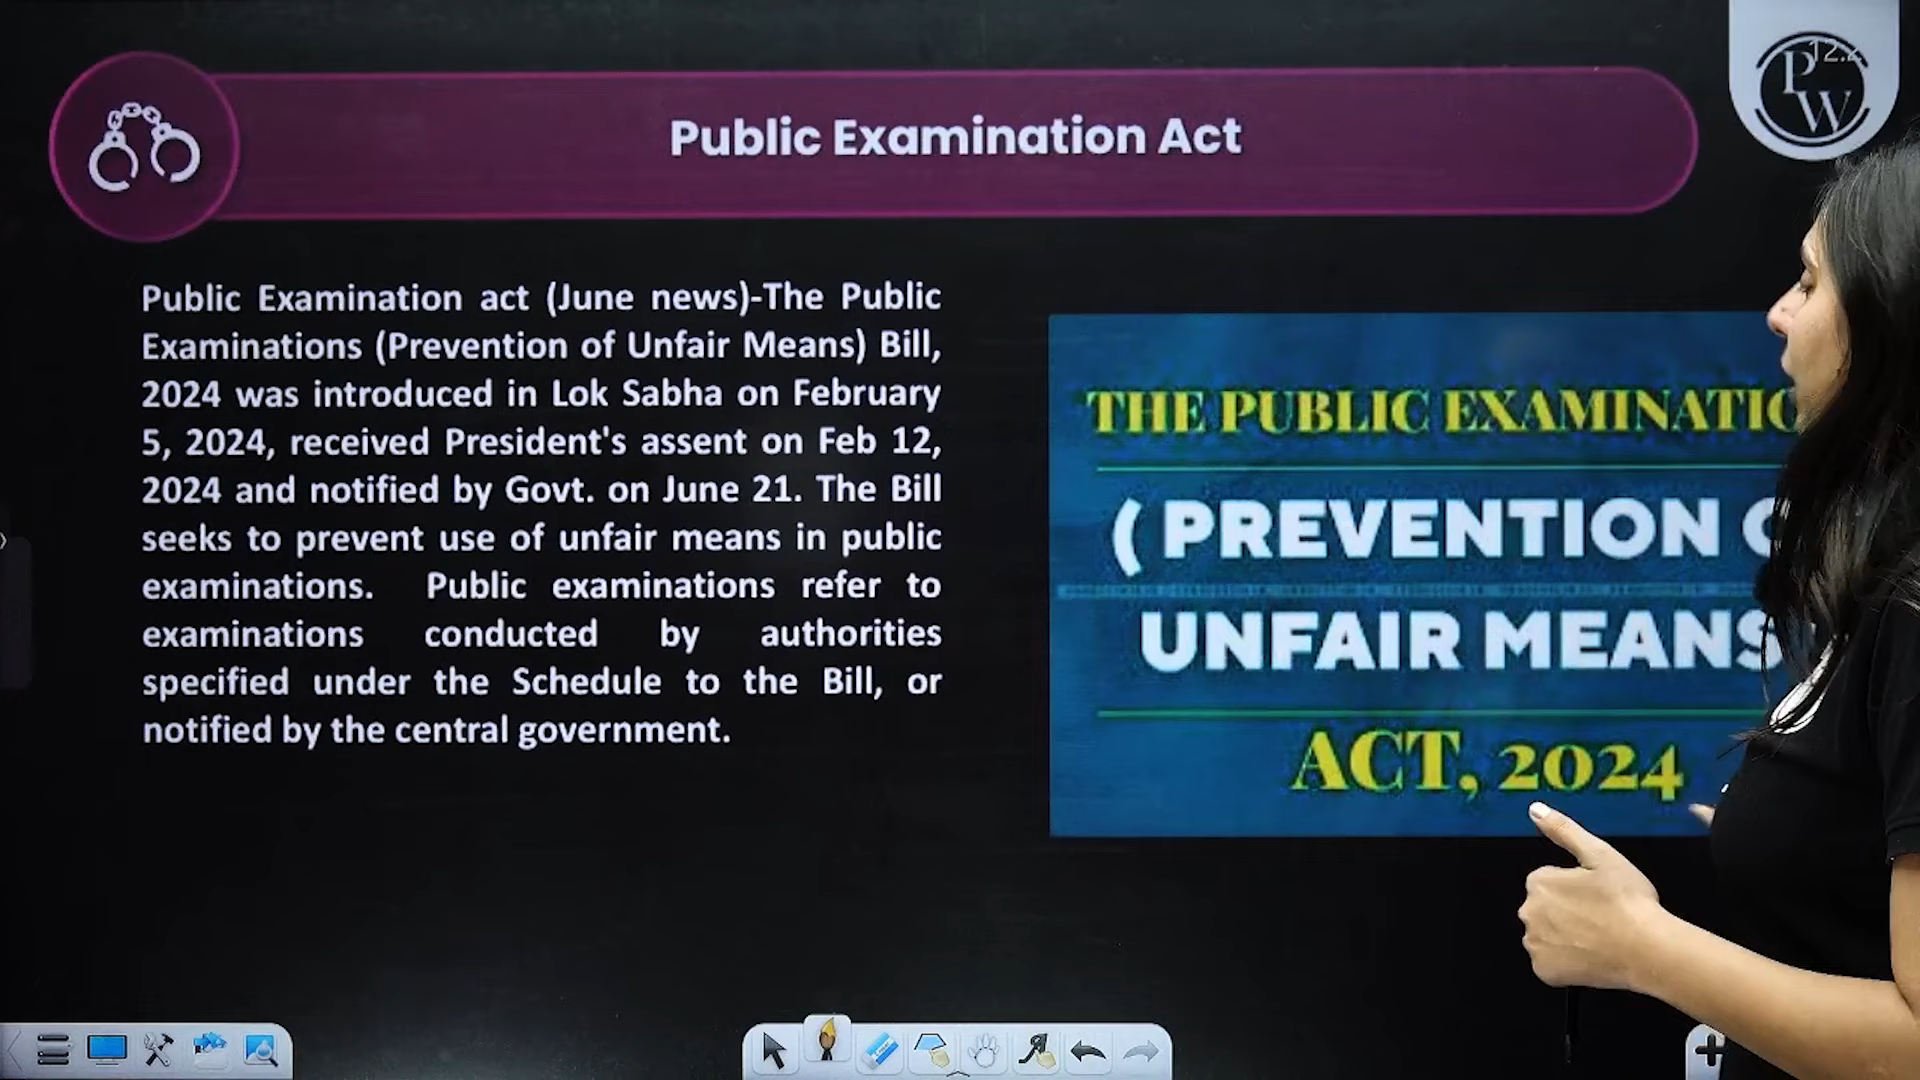 PW
12.2
Public Examination Act
Public Examination act (June news)-The Public
Examinations (Prevention of Unfair Means) Bill,
2024 was introduced in Lok Sabha on February
5, 2024, received President's assent on Feb 12,
2024 and notified by Govt. on June 21. The Bill
seeks to prevent use of unfair means in public
examinations. Public examinations refer to
examinations conducted by authorities
specified under the Schedule to the Bill, or
notified by the central government.
THE PUBLIC
( PREVENTION
UNFAIR MEANS
ACT, 2024